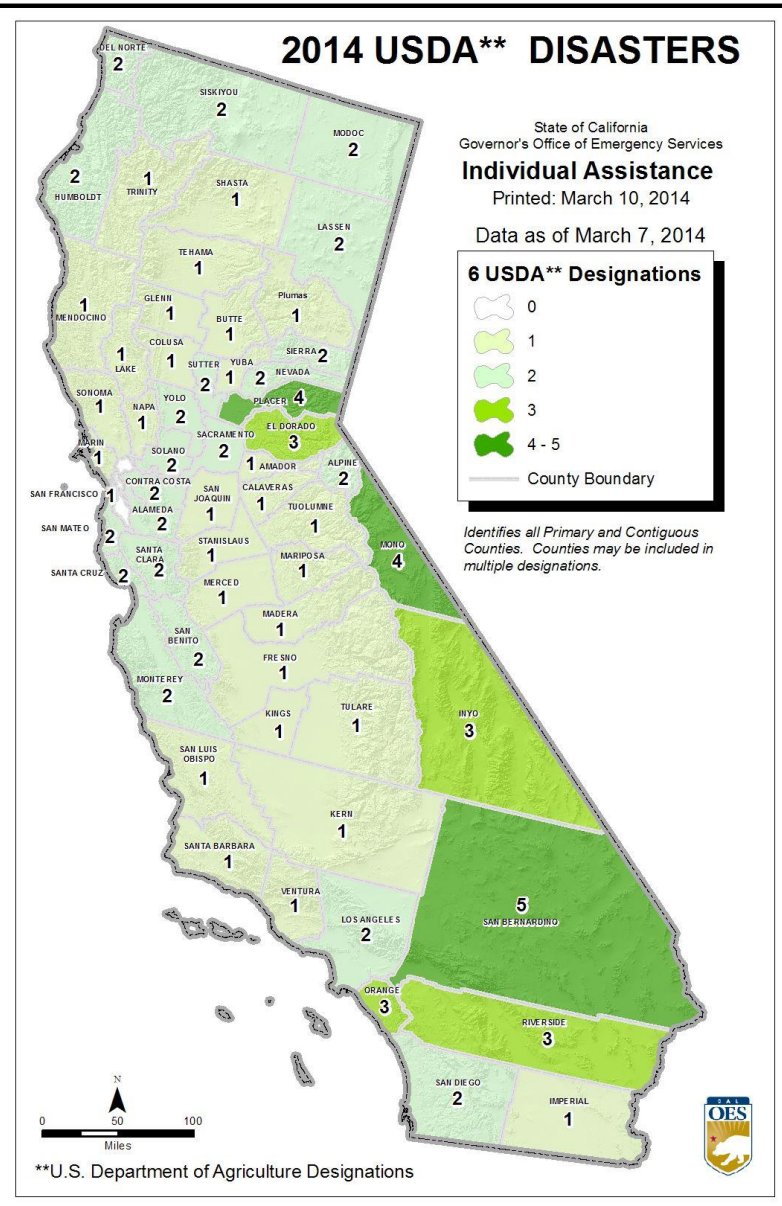 2014 USDA** DISASTERS
State of California
Governor's Office of Emergency Services
Individual Assistance
Printed: March 10, 2014
Data as of March 7, 2014
6 USDA** Designations
0
1
2
3
4 - 5
County Boundary
Identifies all Primary and Contiguous
Counties. Counties may be included in
multiple designations.
DEL NORTE
2
SISKIYOU
2
MODOC
2
2
HUMBOLDT
1
TRINITY
SHASTA
1
LASSEN
2
TEHAMA
1
Plumas
1
1
MENDOCINO
GLENN
1
BUTTE
1
COLUSA
1
1
LAKE
SUTTER
2
YUBA
1
SIERRA 2
2
NEVADA
PLACER 4
SONOMA
1
NAPA
1
YOLO
2
EL DORADO
3
SACRAMENTO
2
MARIN
1
SOLANO
2
1
AMADOR
ALPINE
2
CONTRA COSTA
2
SAN FRANCISCO 1
ALAMEDA
2
SAN
JOAQUIN
1
CALAVERAS
1
TUOLUMNE
1
SAN MATEO
2
STANISLAUS
1
MONO
4
SANTA
CLARA
2
SANTA CRUZ 2
MARIPOSA
1
MERCED
1
MADERA
1
SAN
BENITO
2
FRESNO
1
MONTEREY
2
KINGS
1
TULARE
1
INYO
3
SAN LUIS
OBISPO
1
KERN
1
SANTA BARBARA
1
VENTURA
1
LOS ANGELES
2
5
SAN BERNARDINO
ORANGE
3
RIVERSIDE
3
SAN DIEGO
2
IMPERIAL
1
N
0 50 100
Miles
CAL
OES
**U.S. Department of Agriculture Designations